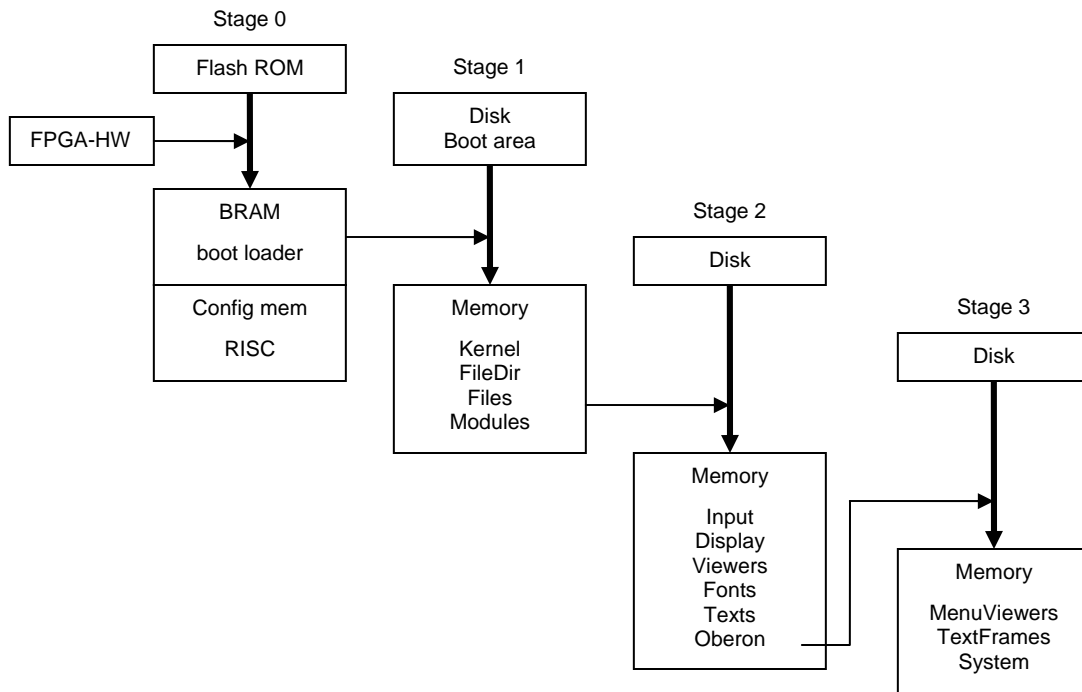 Stage 0
Flash ROM
FPGA-HW
BRAM
boot loader
Config mem
RISC
Stage 1
Disk
Boot area
Memory
Kernel
FileDir
Files
Modules
Stage 2
Disk
Memory
Input
Display
Viewers
Fonts
Texts
Oberon
Stage 3
Disk
Memory
MenuViewers
TextFrames
System